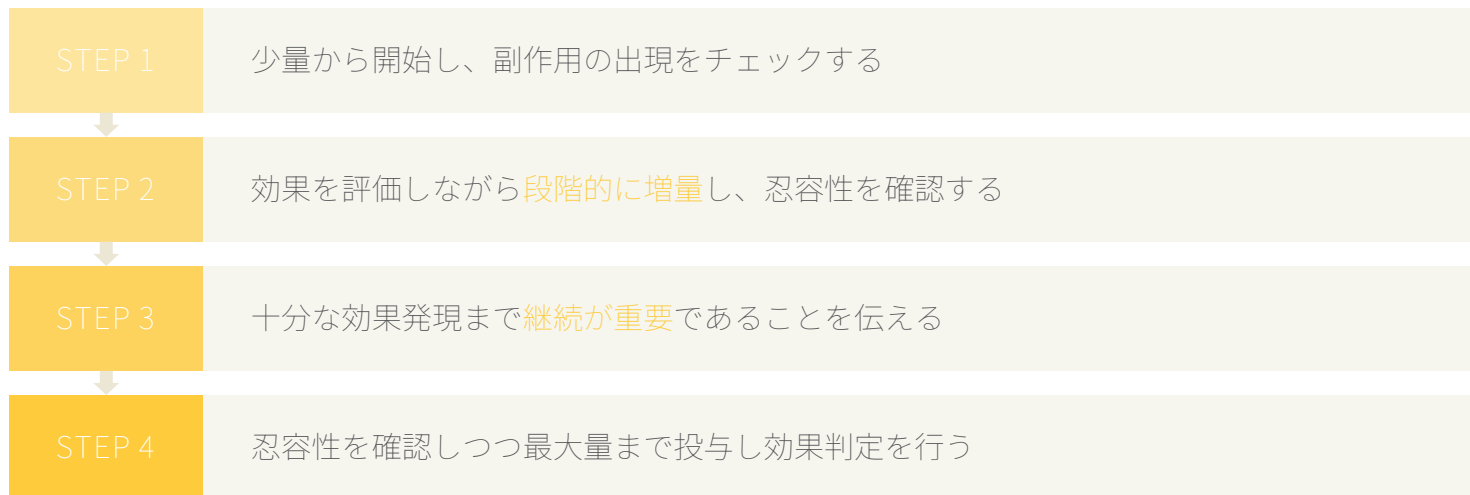 STEP 1
少量から開始し、副作用の出現をチェックする
STEP 2
効果を評価しながら段階的に増量し、忍容性を確認する
STEP 3
十分な効果発現まで継続が重要であることを伝える
STEP 4
忍容性を確認しつつ最大量まで投与し効果判定を行う